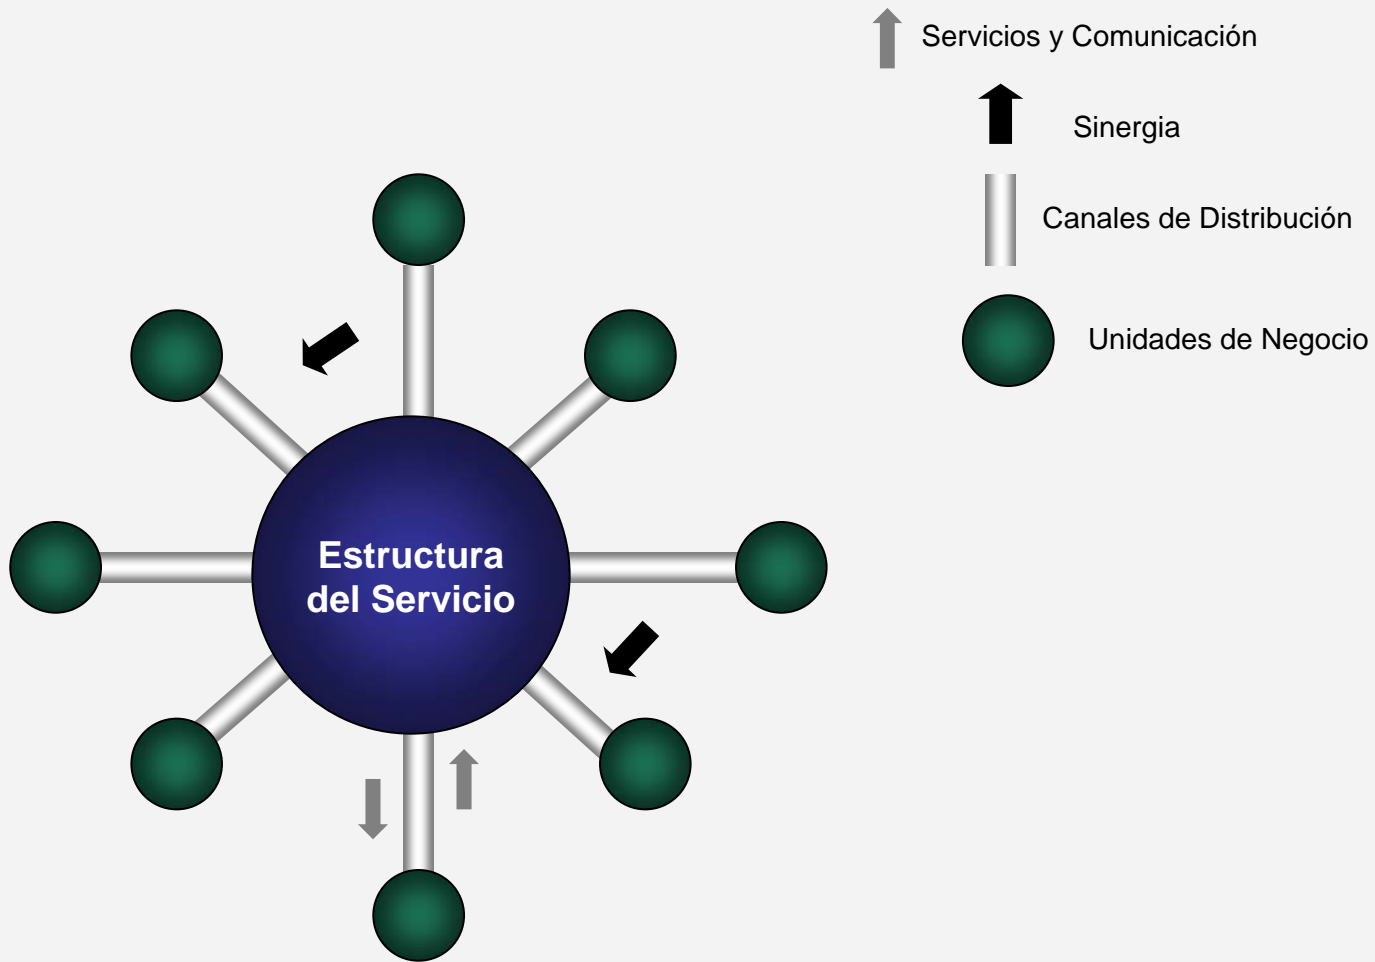 Servicios y Comunicación
Sinergia
Canales de Distribución
Unidades de Negocio
Estructura
del Servicio